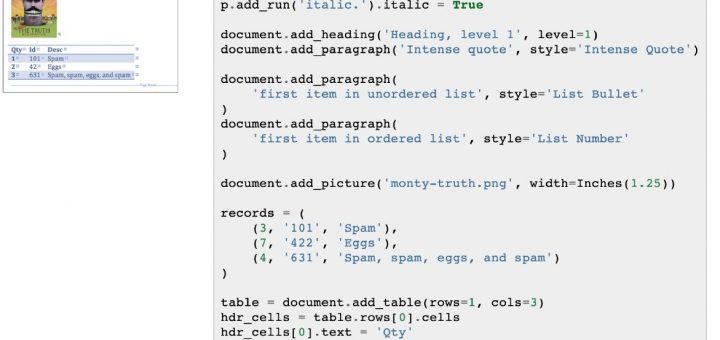 THE TRUTH
Qty Id Desc
1 101 Spam
2 42 Eggs
3 631 Spam, spam, eggs, and spam
p.add_run('italic.').italic = True
document.add_heading('Heading, level 1', level=1)
document.add_paragraph('Intense quote', style='Intense Quote')
document.add_paragraph(
'first item in unordered list', style='List Bullet'
)
document.add_paragraph(
'first item in ordered list', style='List Number'
)
document.add_picture('monty-truth.png', width=Inches(1.25))
records = (
(3, '101', 'Spam'),
(7, '422', 'Eggs'),
(4, '631', 'Spam, spam, eggs, and spam')
)
table = document.add_table(rows=1, cols=3)
hdr_cells = table.rows[0].cells
hdr_cells[0].text = 'Qty'